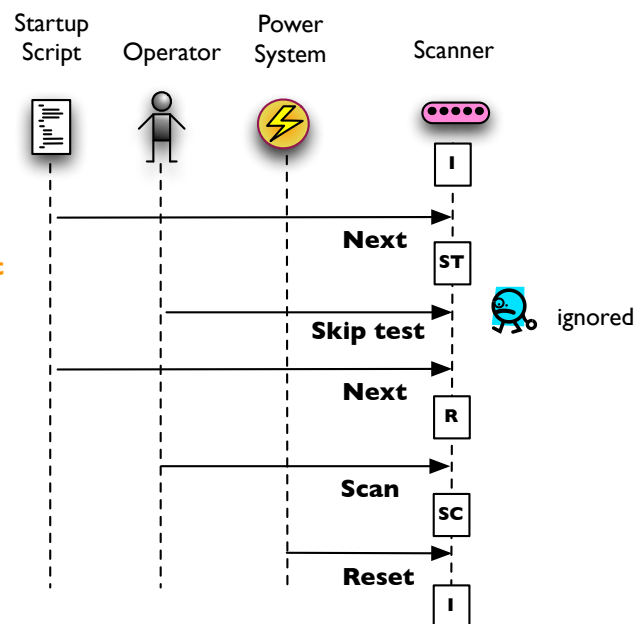 Startup
Script
Operator
Power
System
Scanner
I
Next
ST
Skip test
ignored
Next
R
Scan
SC
Reset
I